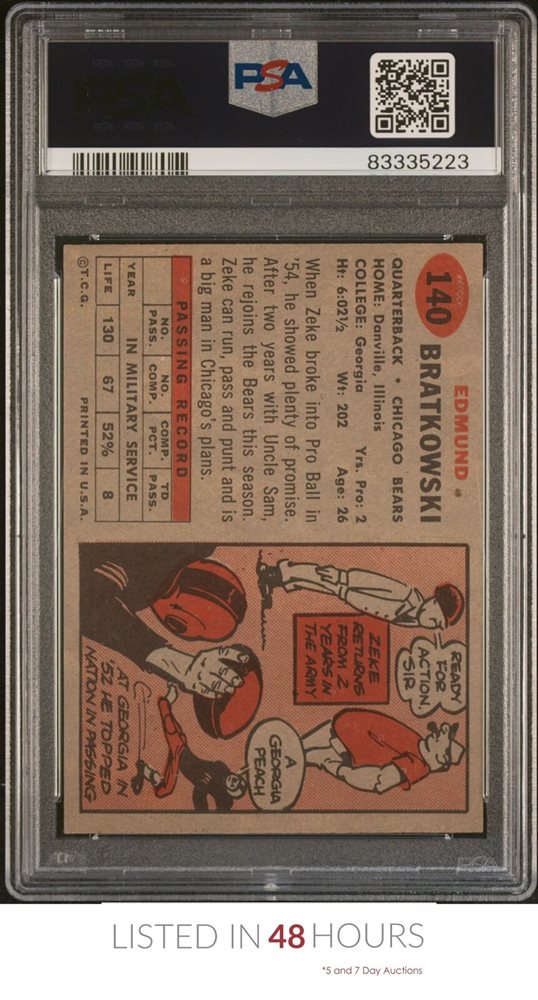 PSA
83335223
140
EDMUND
BRATKOWSKI
QUARTERBACK • CHICAGO BEARS
HOME: Danville, Illinois
COLLEGE: Georgia Yrs. Pro: 2
Ht: 6:02½ Wt: 202 Age: 26
When Zeke broke into Pro Ball in
'54, he showed plenty of promise.
After two years with Uncle Sam,
he rejoins the Bears this season.
Zeke can run, pass and punt and is
a big man in Chicago's plans.
PASSING RECORD
NO. PASS. NO. COMP. COMP. PCT. TD PASS.
YEAR IN MILITARY SERVICE
LIFE 130 67 52% 8
©T.C.G. PRINTED IN U.S.A.
READY
FOR
ACTION,
SIR
ZEKE
RETURNS
FROM 2
YEARS IN
THE ARMY
A
GEORGIA
PEACH
AT GEORGIA IN
'52 HE TOPPED
NATION IN PASSING
PSA
LISTED IN 48 HOURS
*5 and 7 Day Auctions